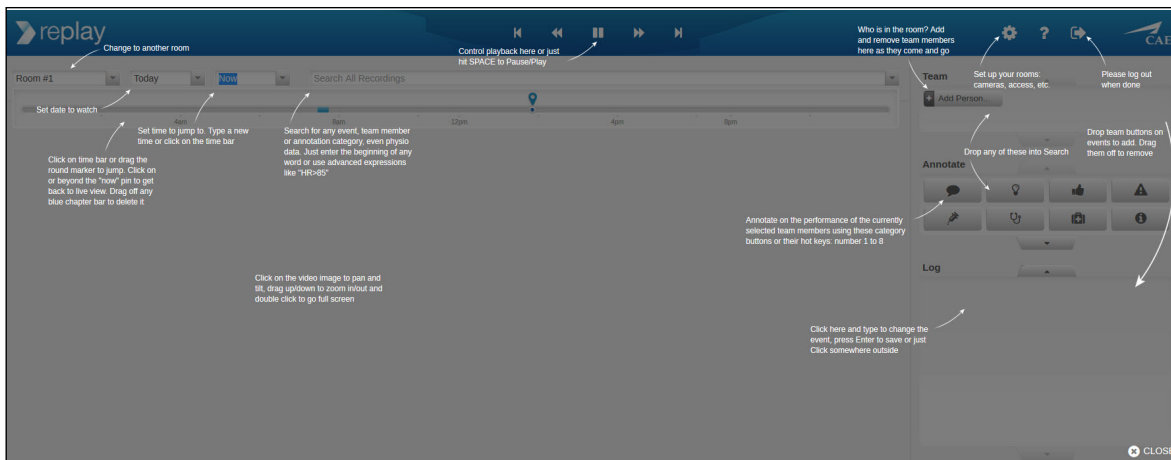 replay
Change to another room
Control playback here or just
hit SPACE to Pause/Play
Who is in the room? Add
and remove team members
here as they come and go
CAE
Room #1
Today
Now
Search All Recordings
Team
Set up your rooms:
cameras, access, etc.
Please log out
when done
Add Person...
Set date to watch
4am
8am
12pm
4pm
8pm
Set time to jump to. Type a new
time or click on the time bar
Search for any event, team member
or annotation category, even physio
data. Just enter the beginning of any
word or use advanced expressions
like "HR>85"
Click on time bar or drag the
round marker to jump. Click on
or beyond the "now" pin to get
back to live view. Drag off any
blue chapter bar to delete it
Drop team buttons on
events to add. Drag
them off to remove
Drop any of these into Search
Annotate
Annotate on the performance of the currently
selected team members using these category
buttons or their hot keys: number 1 to 8
Log
Click on the video image to pan and
tilt, drag up/down to zoom in/out and
double click to go full screen
Click here and type to change the
event, press Enter to save or just
Click somewhere outside
CLOSE